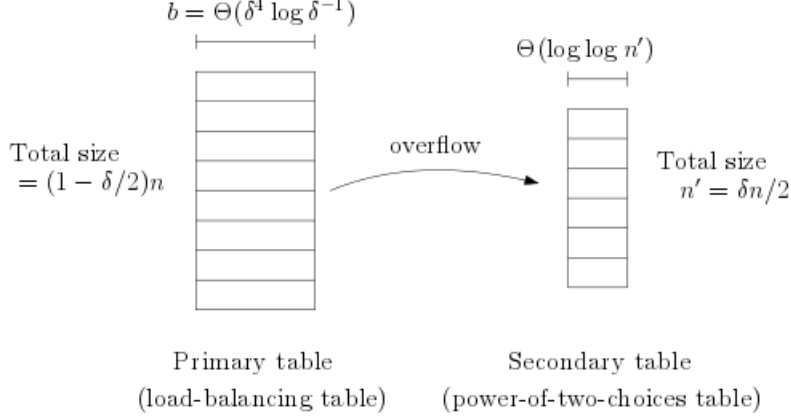 b = Θ(δ⁴ log δ⁻¹)
Θ(log log n′)
Total size
= (1 − δ/2)n
overflow
Total size
n′ = δn/2
Primary table
(load-balancing table)
Secondary table
(power-of-two-choices table)